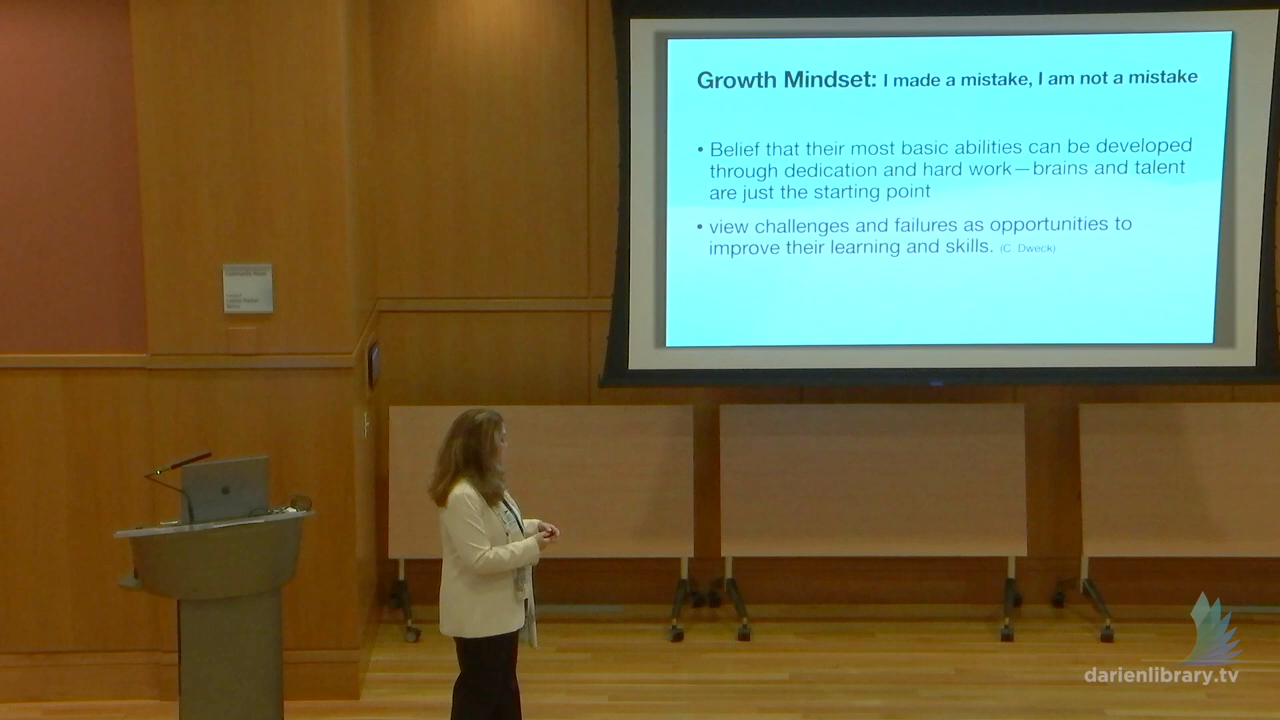 Growth Mindset: I made a mistake, I am not a mistake
• Belief that their most basic abilities can be developed
through dedication and hard work—brains and talent
are just the starting point
• view challenges and failures as opportunities to
improve their learning and skills. (C. Dweck)
Community Room
darienlibrary.tv